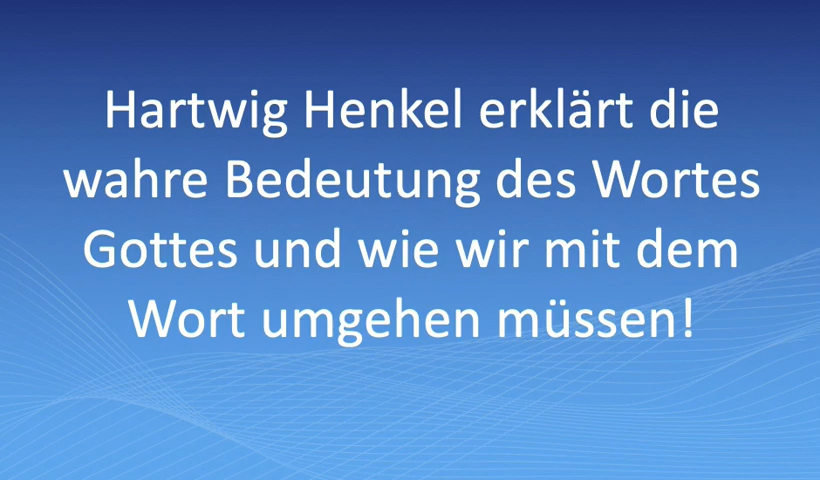 Hartwig Henkel erklärt die
wahre Bedeutung des Wortes
Gottes und wie wir mit dem
Wort umgehen müssen!